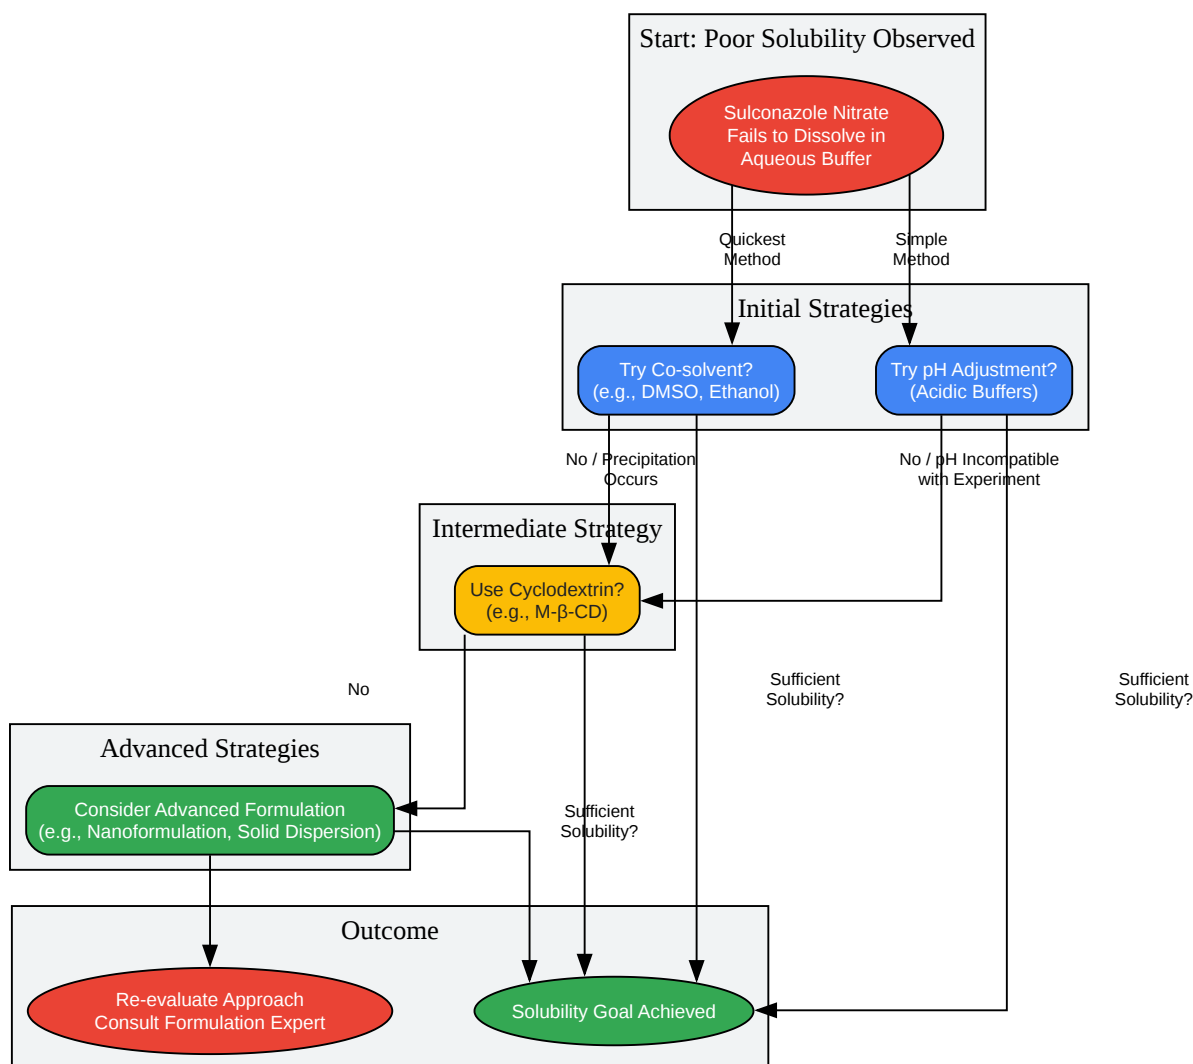 Start: Poor Solubility Observed
Sulconazole Nitrate
Fails to Dissolve in
Aqueous Buffer
Quickest
Method
Simple
Method
Initial Strategies
Try Co-solvent?
(e.g., DMSO, Ethanol)
Try pH Adjustment?
(Acidic Buffers)
No / Precipitation
Occurs
No / pH Incompatible
with Experiment
Intermediate Strategy
Use Cyclodextrin?
(e.g., M-β-CD)
No
Sufficient
Solubility?
Sufficient
Solubility?
Advanced Strategies
Consider Advanced Formulation
(e.g., Nanoformulation, Solid Dispersion)
Sufficient
Solubility?
Outcome
Re-evaluate Approach
Consult Formulation Expert
Solubility Goal Achieved